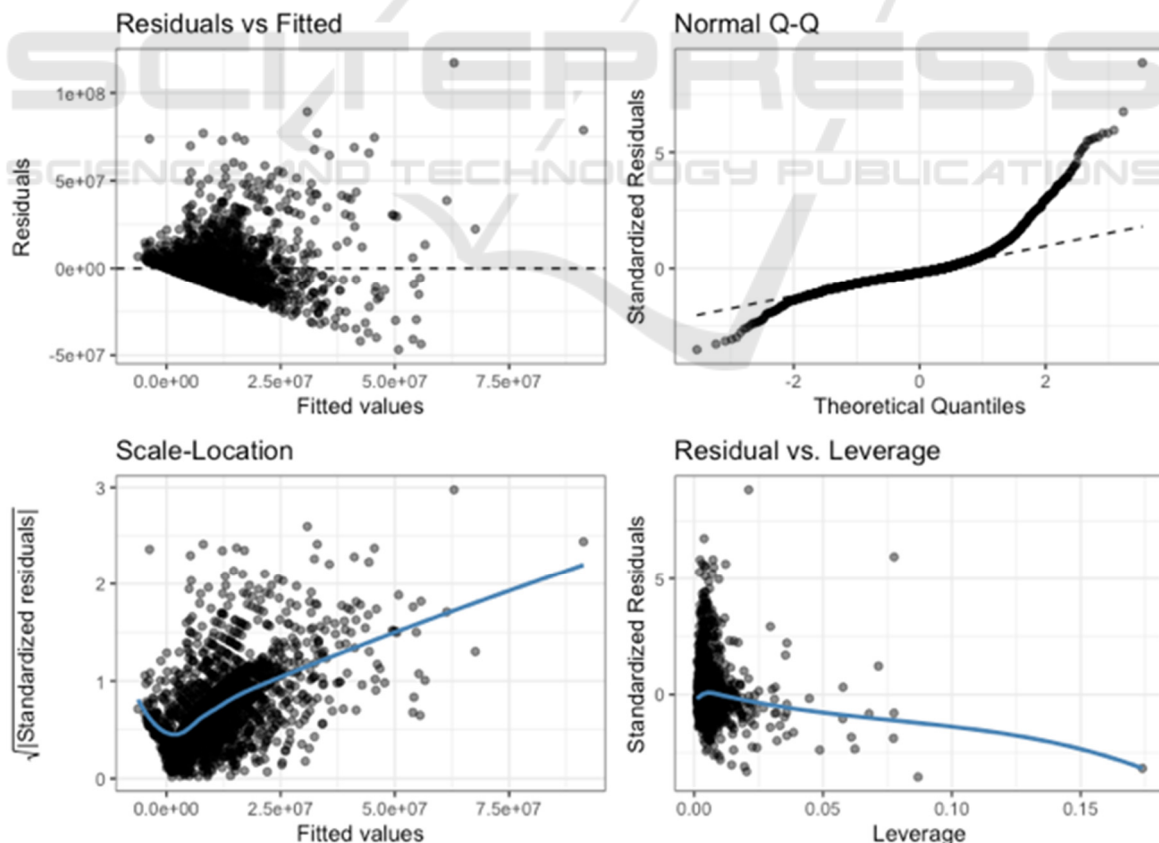 Residuals vs Fitted
1e+08
5e+07
0e+00
-5e+07
Residuals
0.0e+00 2.5e+07 5.0e+07 7.5e+07
Fitted values
Normal Q-Q
5
0
Standardized Residuals
-2 0 2
Theoretical Quantiles
Scale-Location
3
2
1
0
√|Standardized residuals|
0.0e+00 2.5e+07 5.0e+07 7.5e+07
Fitted values
Residual vs. Leverage
5
0
Standardized Residuals
0.00 0.05 0.10 0.15
Leverage
SCITEPRESS
SCIENCE AND TECHNOLOGY PUBLICATIONS